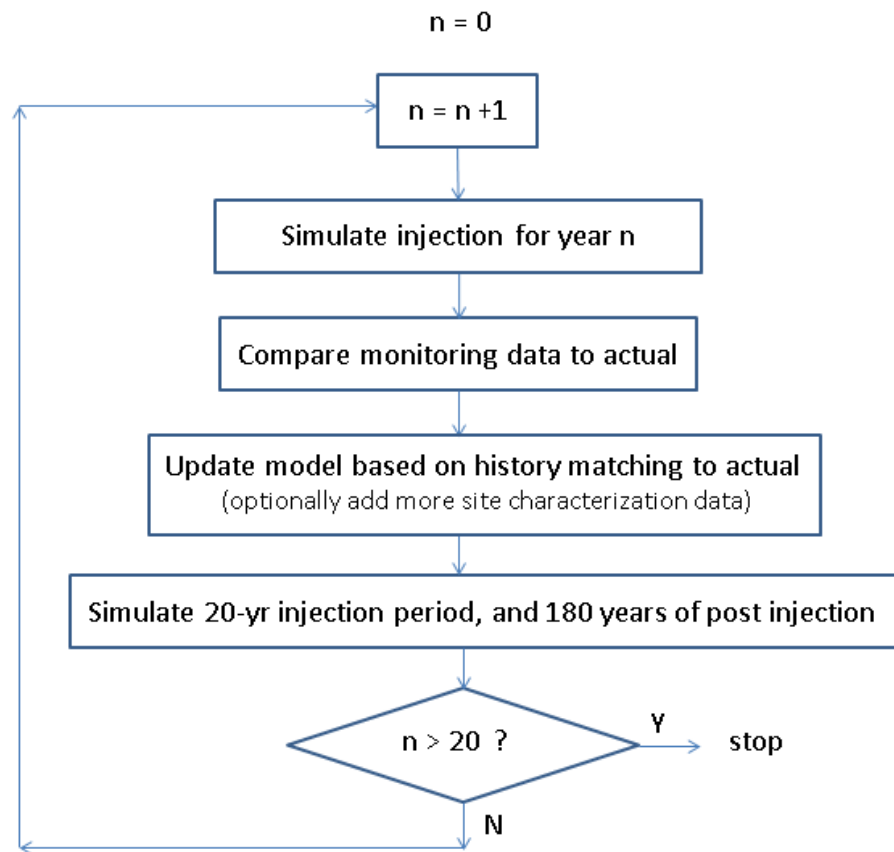 n = 0
n = n +1
Simulate injection for year n
Compare monitoring data to actual
Update model based on history matching to actual
(optionally add more site characterization data)
Simulate 20-yr injection period, and 180 years of post injection
n > 20 ?
Y
stop
N